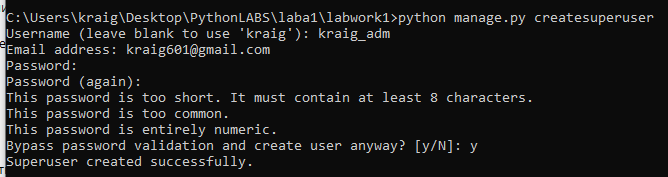 C:\Users\kraig\Desktop\PythonLABS\laba1\labwork1>python manage.py createsuperuser
Username (leave blank to use 'kraig'): kraig_adm
Email address: kraig601@gmail.com
Password:
Password (again):
This password is too short. It must contain at least 8 characters.
This password is too common.
This password is entirely numeric.
Bypass password validation and create user anyway? [y/N]: y
Superuser created successfully.